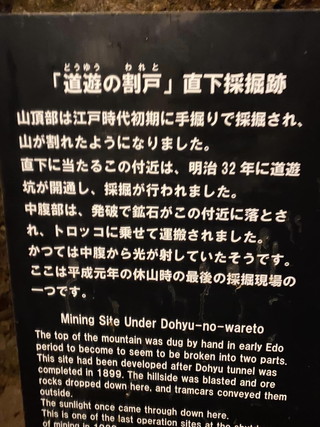 どうゆう われと
「道遊の割戸」直下採掘跡
山頂部は江戸時代初期に手掘りで採掘され、
山が割れたようになりました。
直下に当たるこの付近は、明治32年に道遊
坑が開通し、採掘が行われました。
中腹部は、発破で鉱石がこの付近に落とさ
れ、トロッコに乗せて運搬されました。
かつては中腹から光が射していたそうです。
ここは平成元年の休山時の最後の採掘現場の
一つです。
Mining Site Under Dohyu-no-wareto
The top of the mountain was dug by hand in early Edo
period to become to seem to be broken into two parts.
This site had been developed after Dohyu tunnel was
completed in 1899. The hillside was blasted and ore
rocks dropped down here, and tramcars conveyed them
outside.
The sunlight once came through down here.
This is one of the last operation sites at the
of mining in